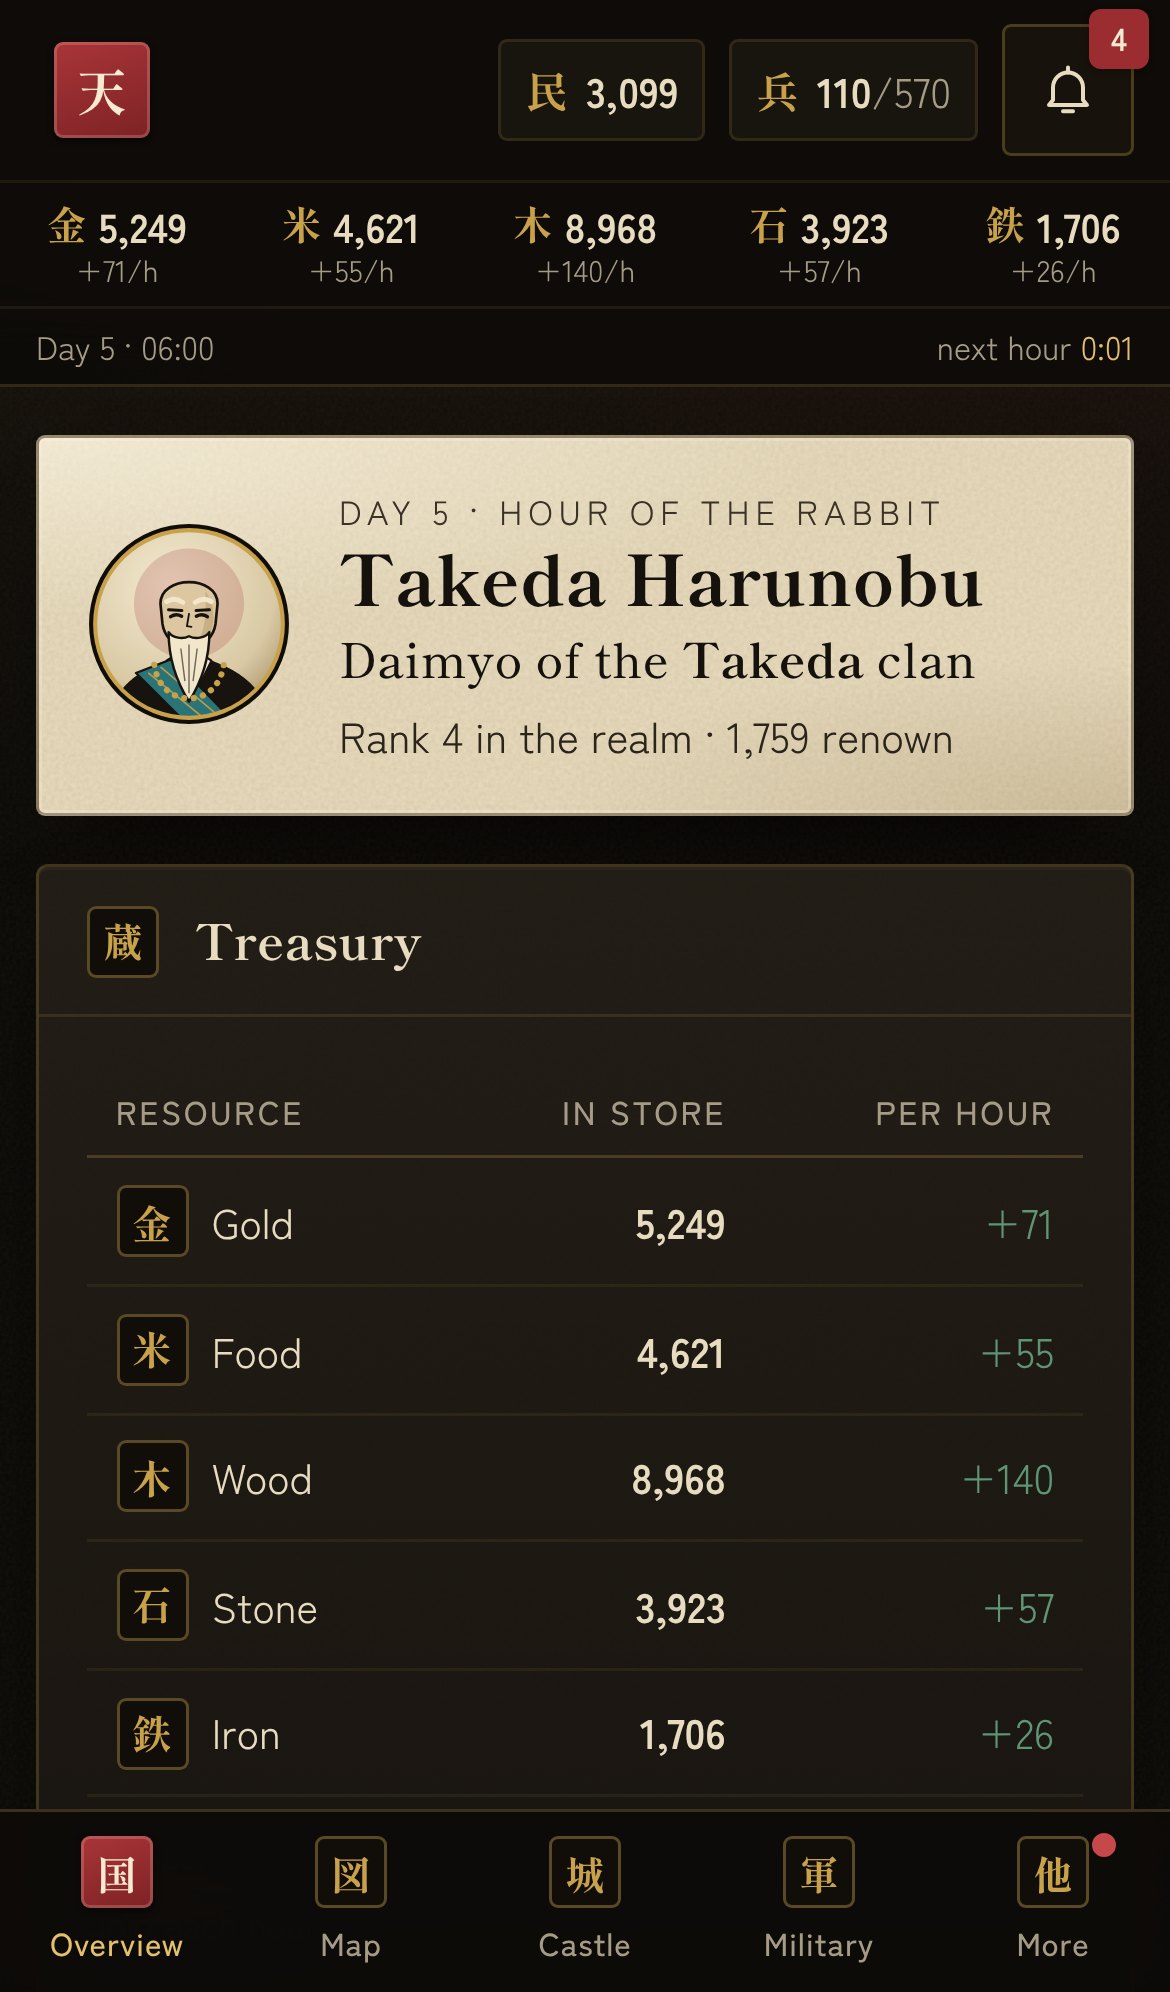 天 民 3,099 兵 110/570 4
金 5,249 米 4,621 木 8,968 石 3,923 鉄 1,706
+71/h +55/h +140/h +57/h +26/h
Day 5 · 06:00 next hour 0:01
DAY 5 · HOUR OF THE RABBIT
Takeda Harunobu
Daimyo of the Takeda clan
Rank 4 in the realm · 1,759 renown
蔵 Treasury
RESOURCE IN STORE PER HOUR
金 Gold 5,249 +71
米 Food 4,621 +55
木 Wood 8,968 +140
石 Stone 3,923 +57
鉄 Iron 1,706 +26
国 図 城 軍 他
Overview Map Castle Military More